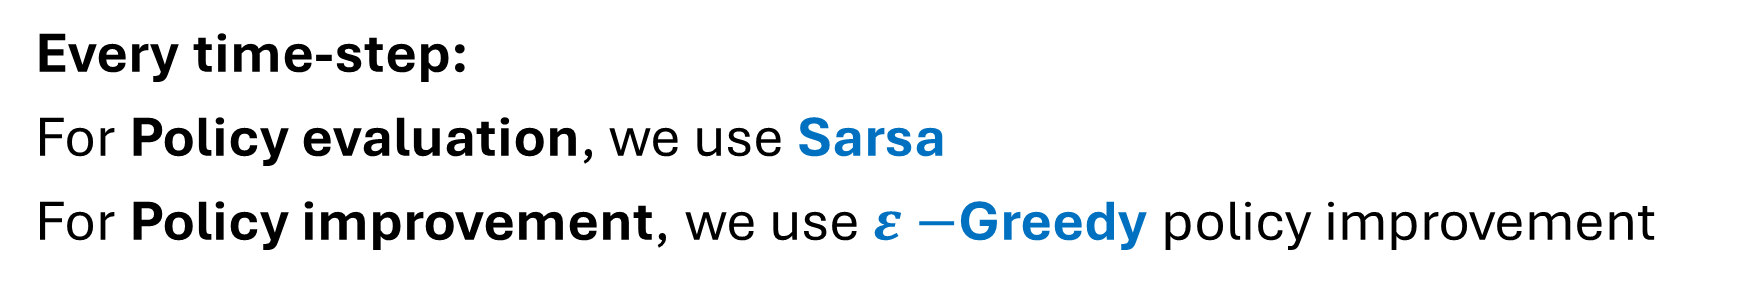 Every time-step:
For Policy evaluation, we use Sarsa
For Policy improvement, we use ε −Greedy policy improvement